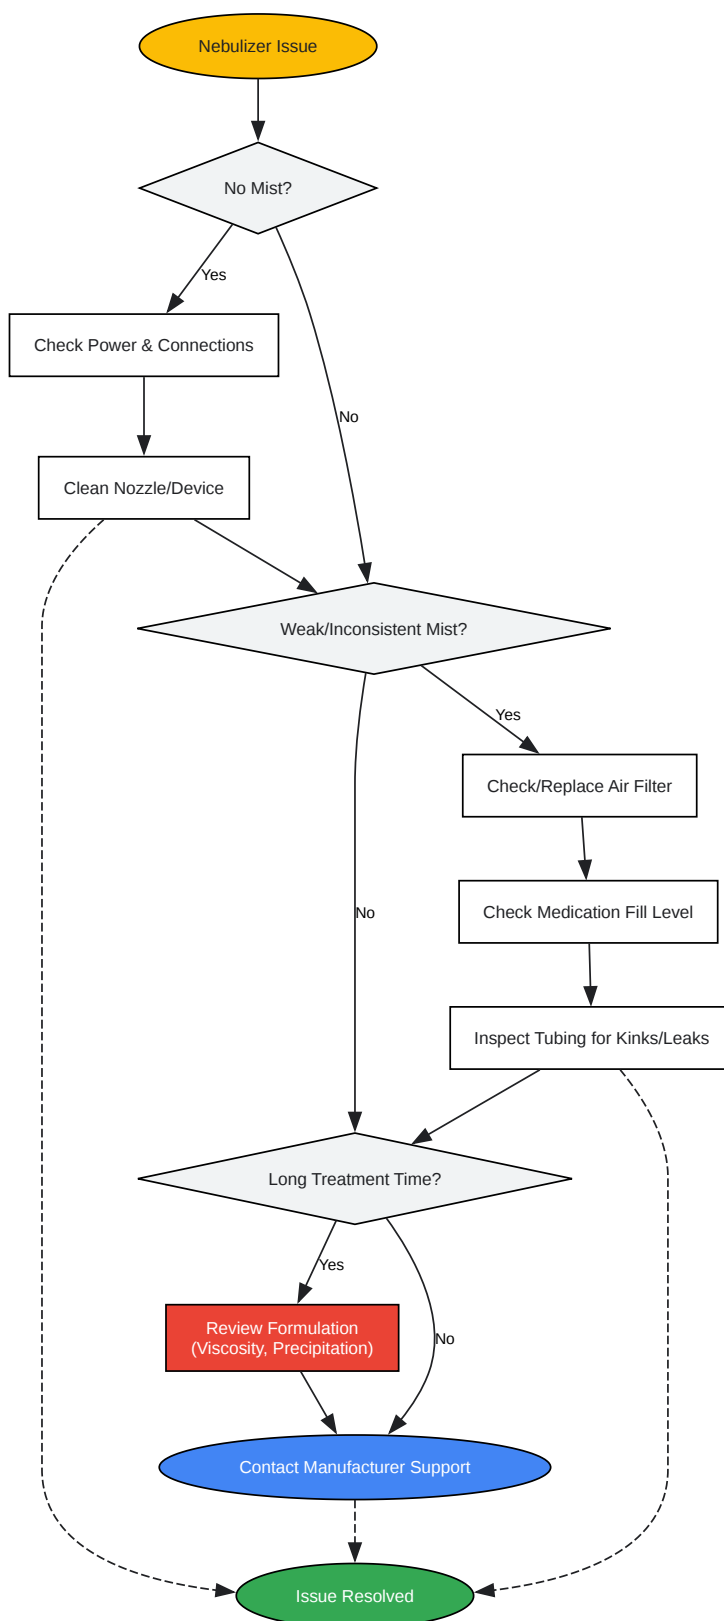 Nebulizer Issue
No Mist?
Yes
Check Power & Connections
No
Clean Nozzle/Device
Weak/Inconsistent Mist?
Yes
Check/Replace Air Filter
No
Check Medication Fill Level
Inspect Tubing for Kinks/Leaks
Long Treatment Time?
Yes
Review Formulation
(Viscosity, Precipitation)
No
Contact Manufacturer Support
Issue Resolved